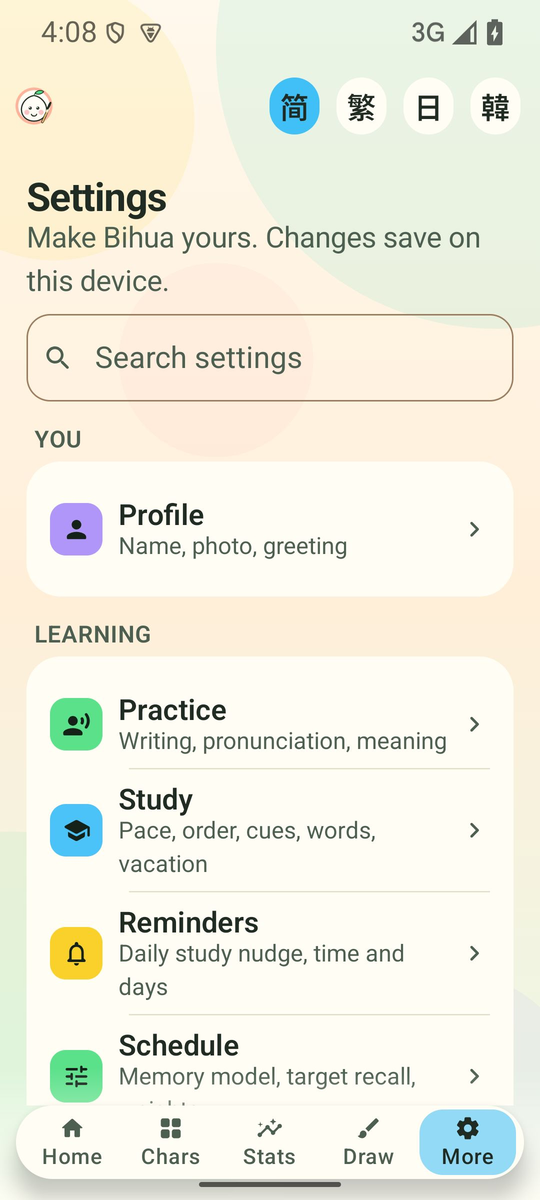 4:08
3G
简 繁 日 韓
Settings
Make Bihua yours. Changes save on
this device.
Search settings
YOU
Profile
Name, photo, greeting
LEARNING
Practice
Writing, pronunciation, meaning
Study
Pace, order, cues, words,
vacation
Reminders
Daily study nudge, time and
days
Schedule
Memory model, target recall,
Home Chars Stats Draw More